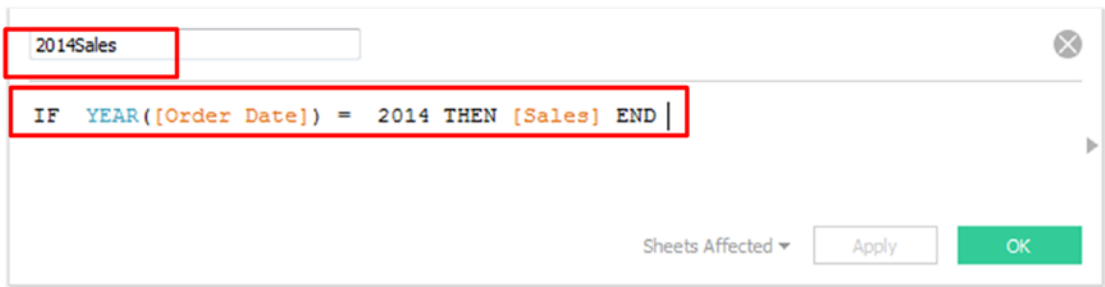 2014Sales
IF YEAR([Order Date]) = 2014 THEN [Sales] END
Sheets Affected Apply OK